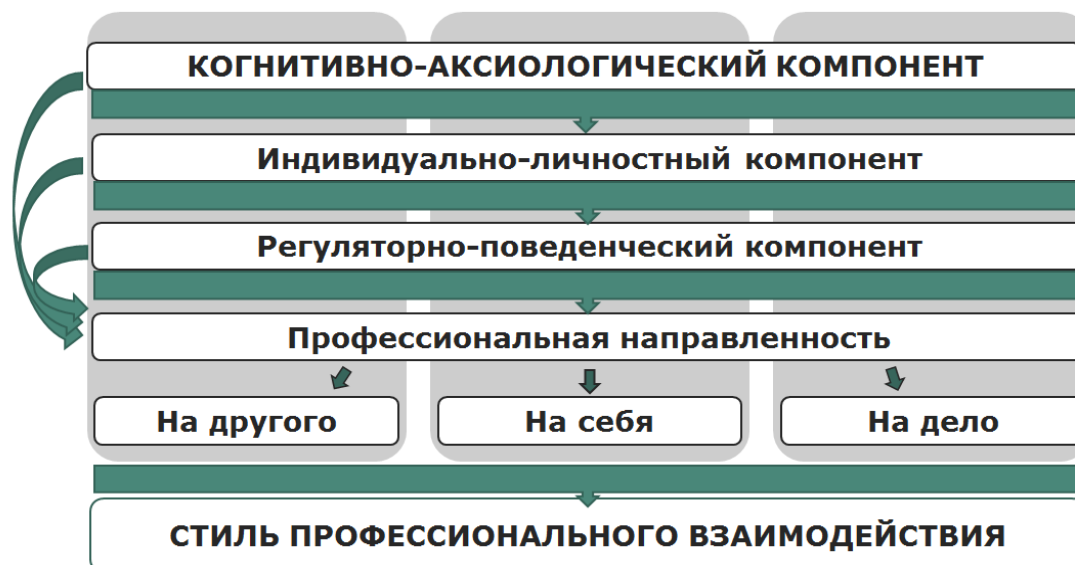 КОГНИТИВНО-АКСИОЛОГИЧЕСКИЙ КОМПОНЕНТ
Индивидуально-личностный компонент
Регуляторно-поведенческий компонент
Профессиональная направленность
На другого
На себя
На дело
СТИЛЬ ПРОФЕССИОНАЛЬНОГО ВЗАИМОДЕЙСТВИЯ